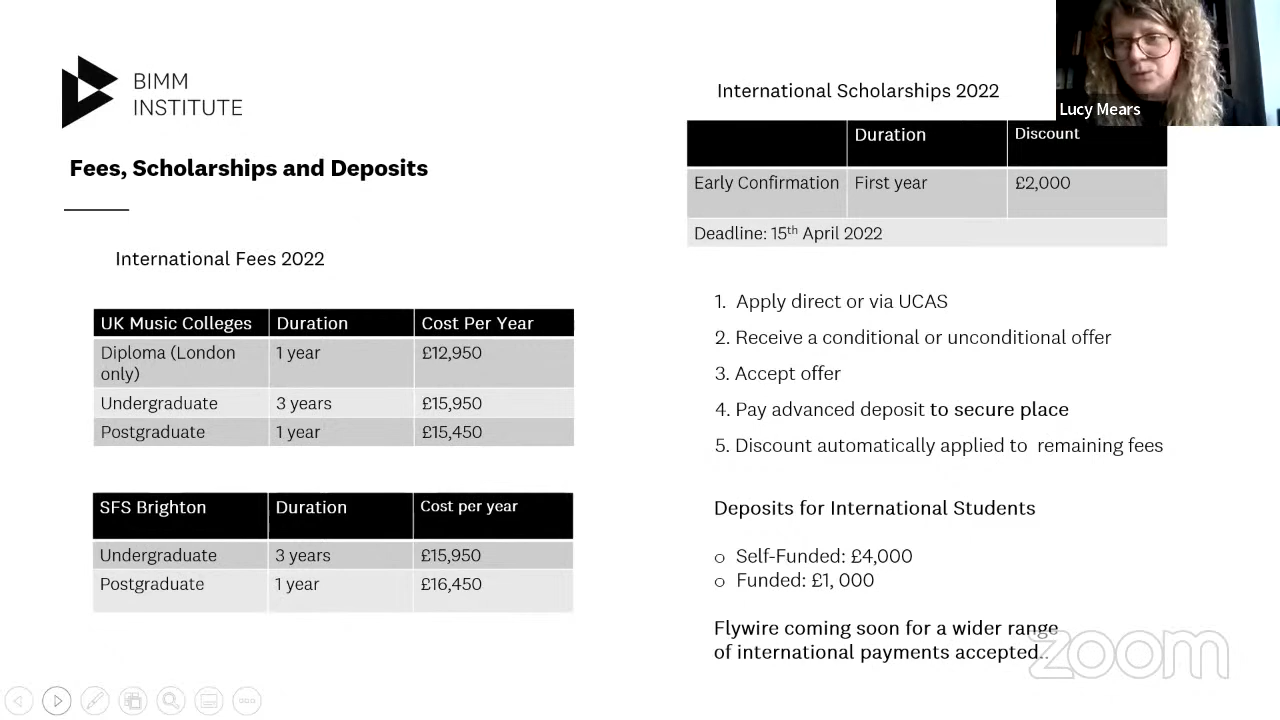 BIMM
INSTITUTE
Fees, Scholarships and Deposits
International Fees 2022
UK Music Colleges Duration Cost Per Year
Diploma (London only) 1 year £12,950
Undergraduate 3 years £15,950
Postgraduate 1 year £15,450
SFS Brighton Duration Cost per year
Undergraduate 3 years £15,950
Postgraduate 1 year £16,450
International Scholarships 2022
Lucy Mears
Duration Discount
Early Confirmation First year £2,000
Deadline: 15th April 2022
1. Apply direct or via UCAS
2. Receive a conditional or unconditional offer
3. Accept offer
4. Pay advanced deposit to secure place
5. Discount automatically applied to remaining fees
Deposits for International Students
o Self-Funded: £4,000
o Funded: £1, 000
Flywire coming soon for a wider range
of international payments accepted..
zoom